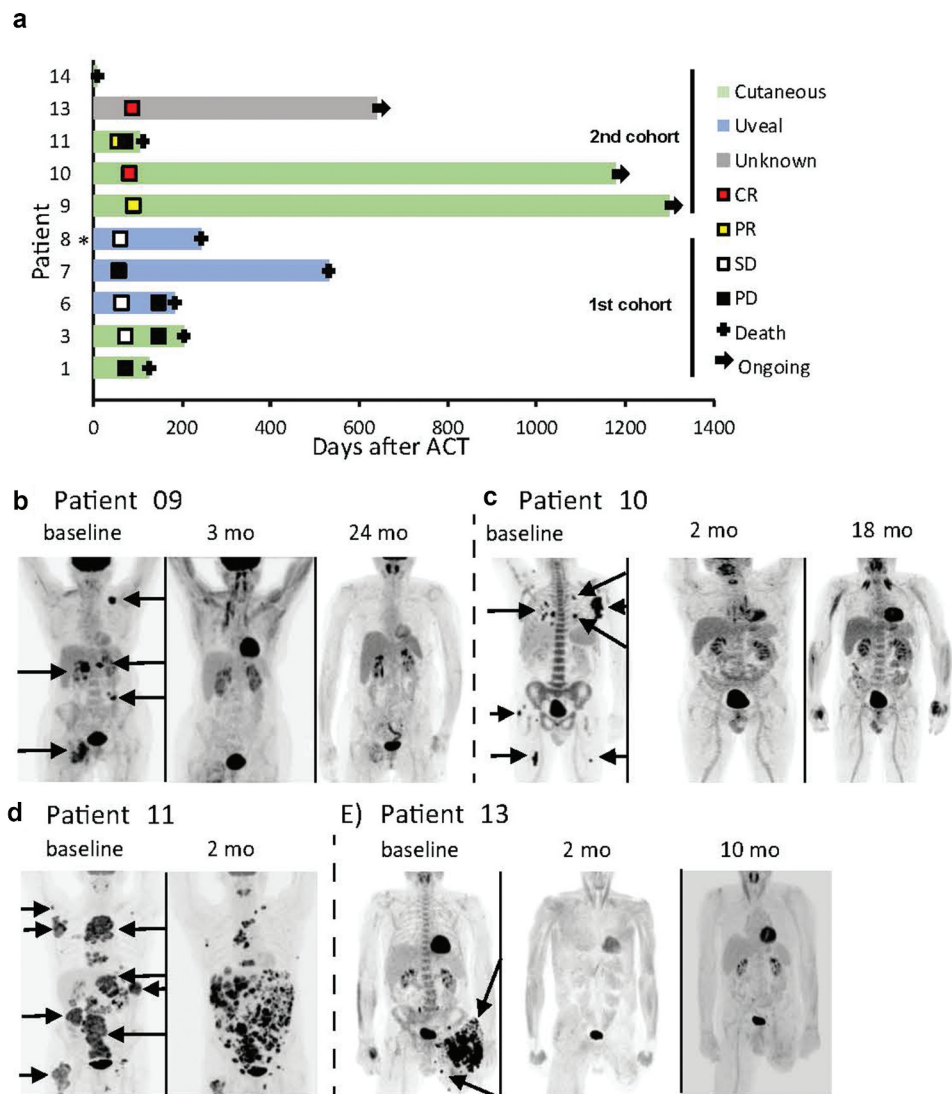 a
14
13
11
10
9
8 *
7
6
3
1
Patient
2nd cohort
1st cohort
0 200 400 600 800 1000 1200 1400
Days after ACT
Cutaneous
Uveal
Unknown
CR
PR
SD
PD
Death
Ongoing
b Patient 09
baseline 3 mo 24 mo
c Patient 10
baseline 2 mo 18 mo
d Patient 11
baseline 2 mo
E) Patient 13
baseline 2 mo 10 mo